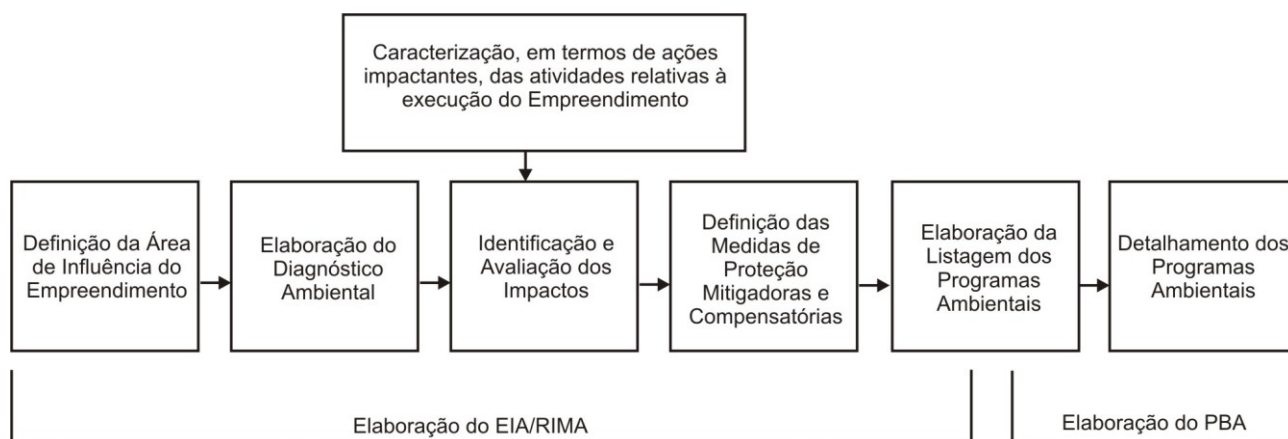 Caracterização, em termos de ações
impactantes, das atividades relativas à
execução do Empreendimento
Definição da Área
de Influência do
Empreendimento
Elaboração do
Diagnóstico
Ambiental
Identificação e
Avaliação dos
Impactos
Definição das
Medidas de
Proteção
Mitigadoras e
Compensatórias
Elaboração da
Listagem dos
Programas
Ambientais
Detalhamento dos
Programas
Ambientais
Elaboração do EIA/RIMA
Elaboração do PBA